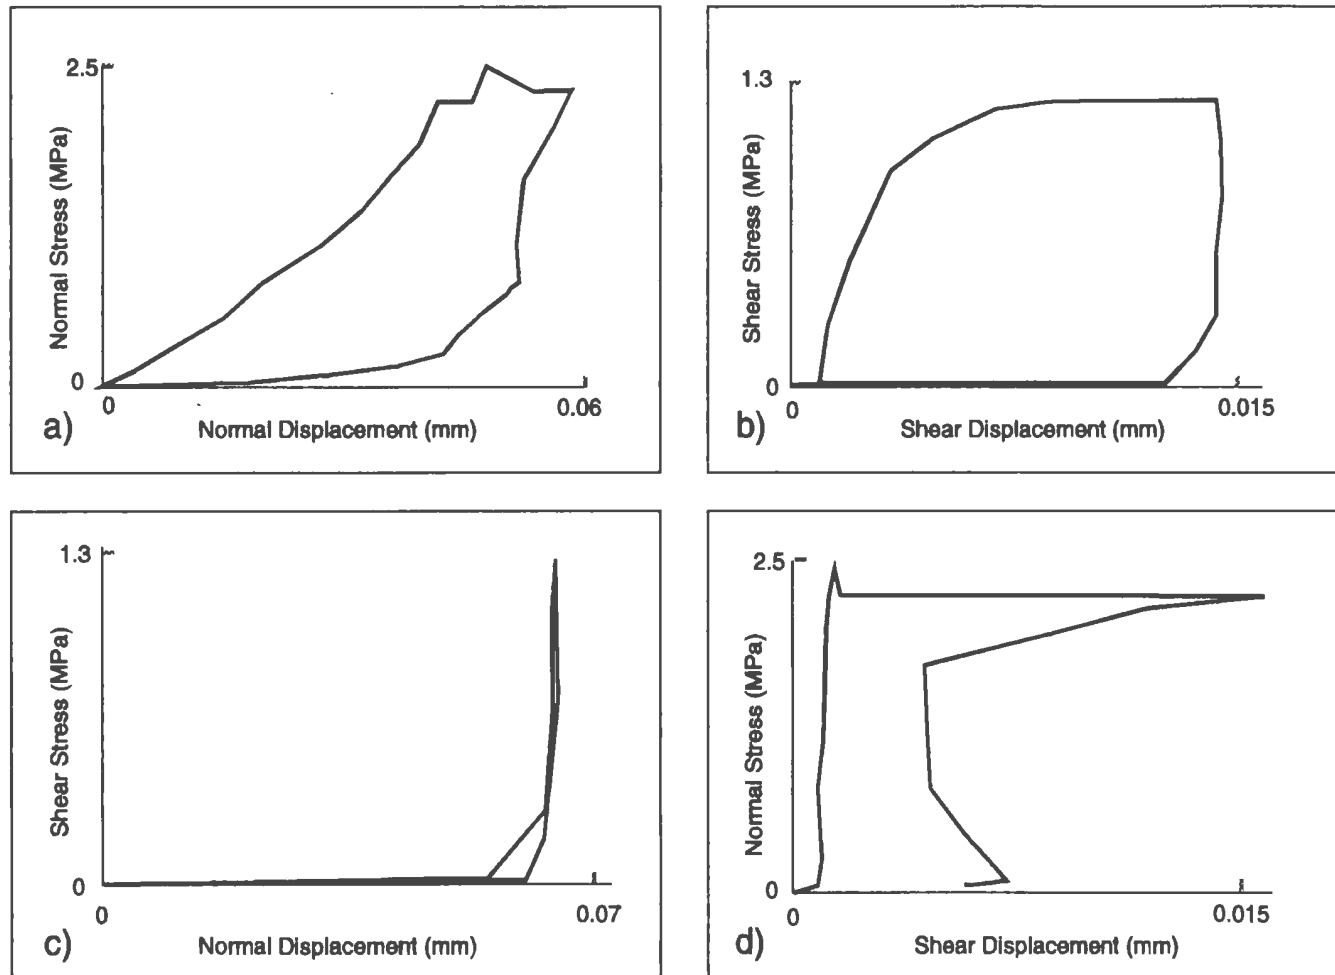 2.5
Normal Stress (MPa)
0
0
0.06
a)
Normal Displacement (mm)
1.3
Shear Stress (MPa)
0
0
0.015
b)
Shear Displacement (mm)
1.3
Shear Stress (MPa)
0
0
0.07
c)
Normal Displacement (mm)
2.5
Normal Stress (MPa)
0
0
0.015
d)
Shear Displacement (mm)